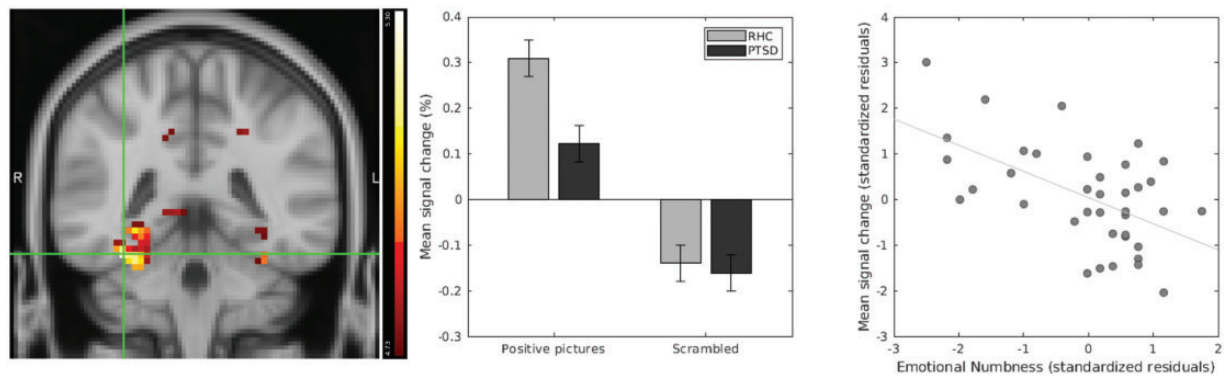 R
L
5.30
4.73
Mean signal change (%)
0.4
0.3
0.2
0.1
0
-0.1
-0.2
-0.3
RHC
PTSD
Positive pictures
Scrambled
Mean signal change (standardized residuals)
4
3
2
1
0
-1
-2
-3
-3
-2
-1
0
1
2
Emotional Numbness (standardized residuals)